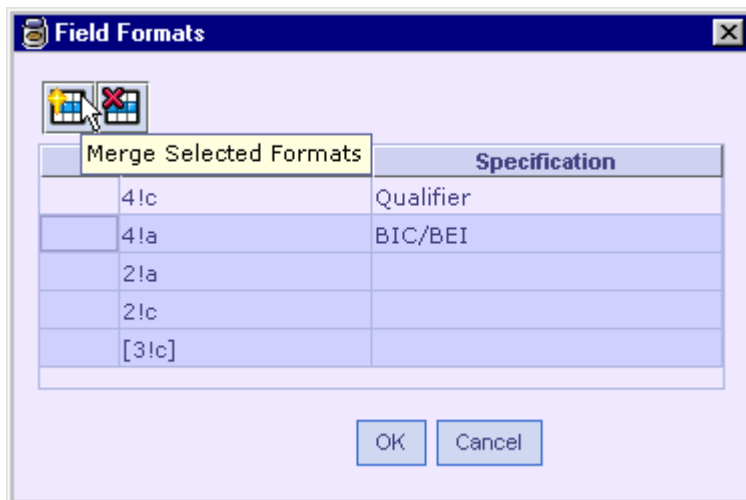 Field Formats
Merge Selected Formats
Specification
4!c Qualifier
4!a BIC/BEI
2!a
2!c
[3!c]
OK Cancel